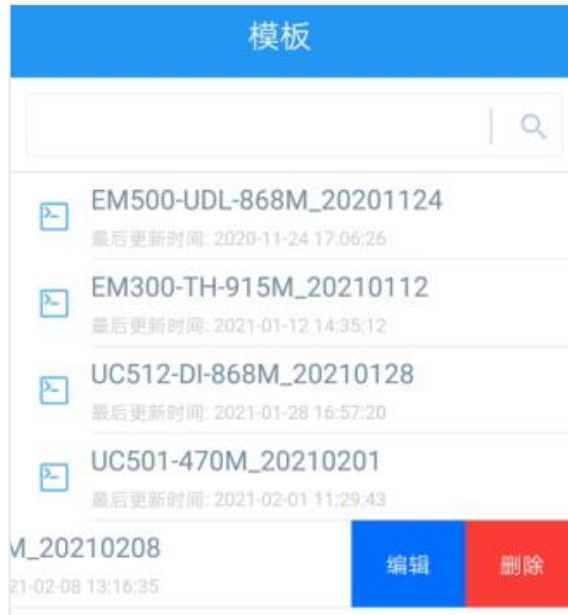 模板
EM500-UDL-868M_20201124
最后更新时间: 2020-11-24 17:06:26
EM300-TH-915M_20210112
最后更新时间: 2021-01-12 14:35:12
UC512-DI-868M_20210128
最后更新时间: 2021-01-28 16:57:20
UC501-470M_20210201
最后更新时间: 2021-02-01 11:29:43
M_20210208
21-02-08 13:16:35
编辑
删除